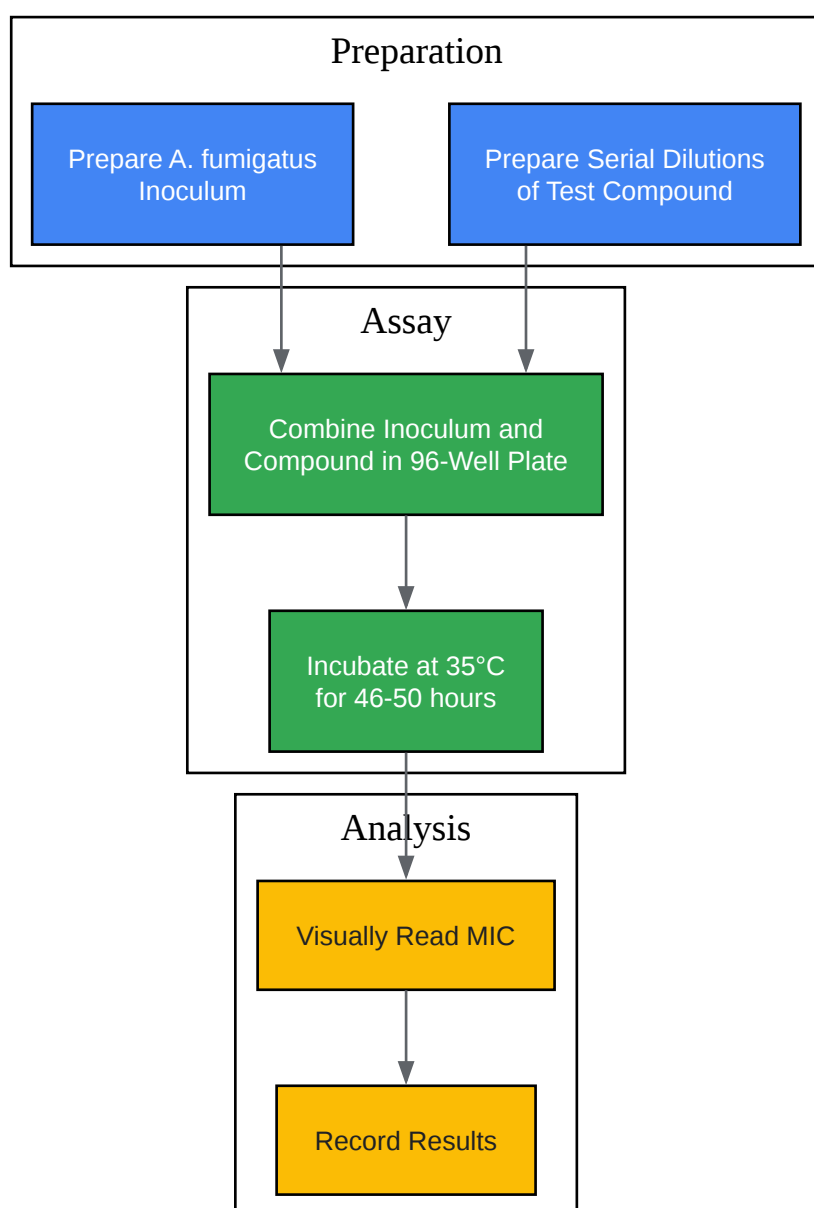 Preparation
Prepare A. fumigatus
Inoculum
Prepare Serial Dilutions
of Test Compound
Assay
Combine Inoculum and
Compound in 96-Well Plate
Incubate at 35°C
for 46-50 hours
Analysis
Visually Read MIC
Record Results